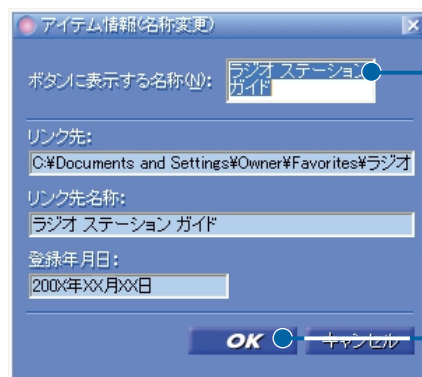 アイテム情報(名称変更)
ボタンに表示する名称(N):
ラジオ ステーション
ガイド
リンク先:
C:¥Documents and Settings¥Owner¥Favorites¥ラジオ
リンク先名称:
ラジオ ステーション ガイド
登録年月日:
200X年XX月XX日
OK キャンセル